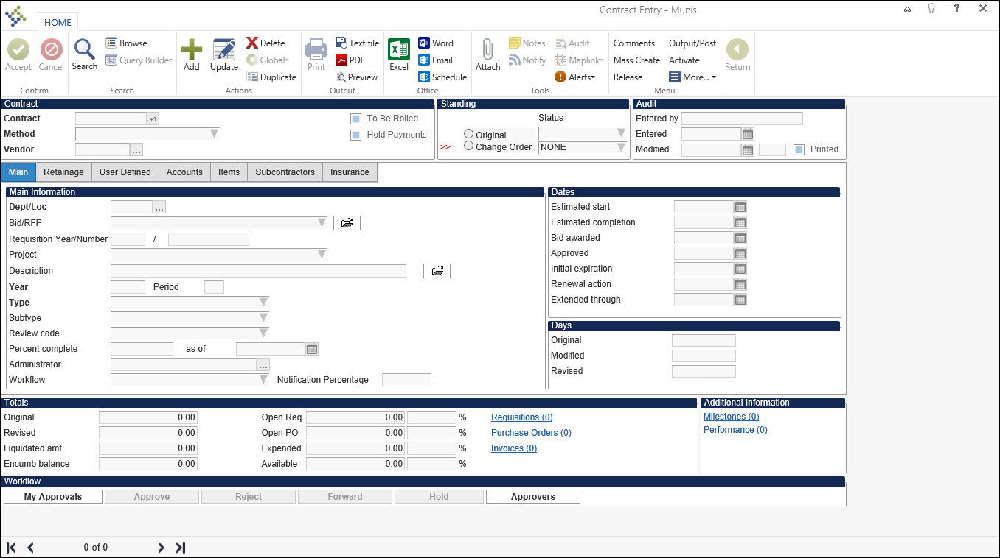 Contract Entry - Munis
?
HOME
Accept
Cancel
Confirm
Search
Browse
Query Builder
Search
Add
Update
Delete
Global
Duplicate
Actions
Print
Text file
PDF
Preview
Output
Excel
Word
Email
Schedule
Office
Attach
Notes
Notify
Audit
Maplink
Alerts
Tools
Comments
Mass Create
Release
Output/Post
Activate
More...
Menu
Return
Contract
Contract +1
Method
Vendor ...
To Be Rolled
Hold Payments
Standing
Status
Original
>> Change Order NONE
Audit
Entered by
Entered
Modified Printed
Main Retainage User Defined Accounts Items Subcontractors Insurance
Main Information
Dept/Loc ...
Bid/RFP
Requisition Year/Number /
Project
Description
Year Period
Type
Subtype
Review code
Percent complete as of
Administrator ...
Workflow Notification Percentage
Dates
Estimated start
Estimated completion
Bid awarded
Approved
Initial expiration
Renewal action
Extended through
Days
Original
Modified
Revised
Totals
Original 0.00 Open Req 0.00 % Requisitions (0)
Revised 0.00 Open PO 0.00 % Purchase Orders (0)
Liquidated amt 0.00 Expended 0.00 % Invoices (0)
Encumb balance 0.00 Available 0.00 %
Additional Information
Milestones (0)
Performance (0)
Workflow
My Approvals Approve Reject Forward Hold Approvers
0 of 0